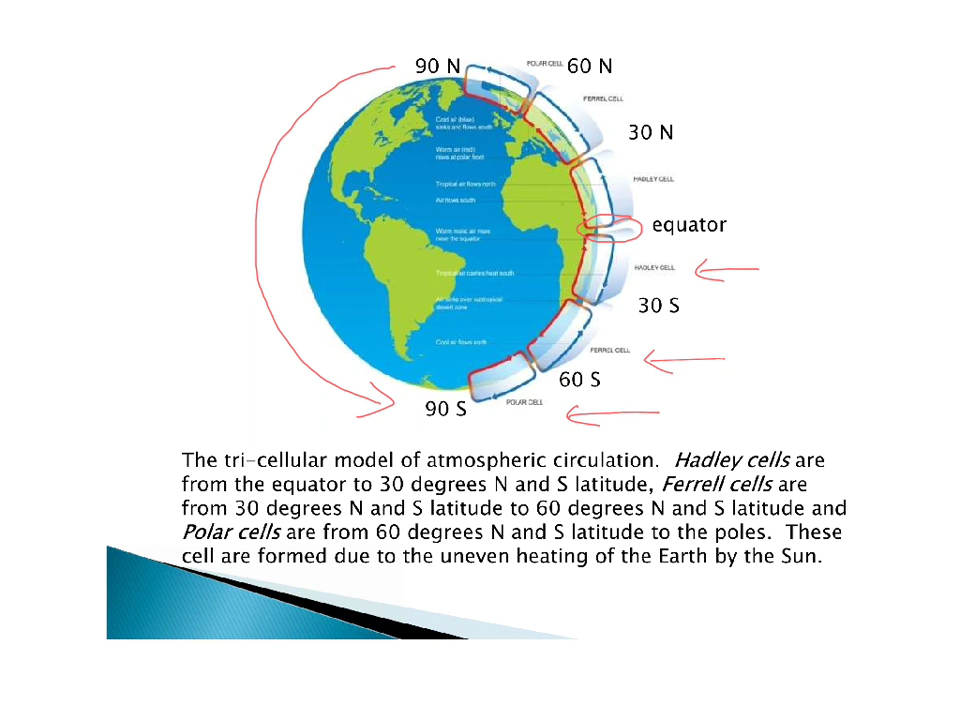 90 N
POLAR CELL
60 N
FERREL CELL
30 N
Cold air (blue)
sinks and flows south
Warm air (red)
rises at polar front
HADLEY CELL
Tropical air flows north
Air flows south
equator
Warm moist air rises
near the equator
HADLEY CELL
Tropical air carries heat south
30 S
Air sinks over subtropical
desert zone
Cool air flows north
FERREL CELL
60 S
POLAR CELL
90 S
The tri-cellular model of atmospheric circulation. Hadley cells are
from the equator to 30 degrees N and S latitude, Ferrell cells are
from 30 degrees N and S latitude to 60 degrees N and S latitude and
Polar cells are from 60 degrees N and S latitude to the poles. These
cell are formed due to the uneven heating of the Earth by the Sun.